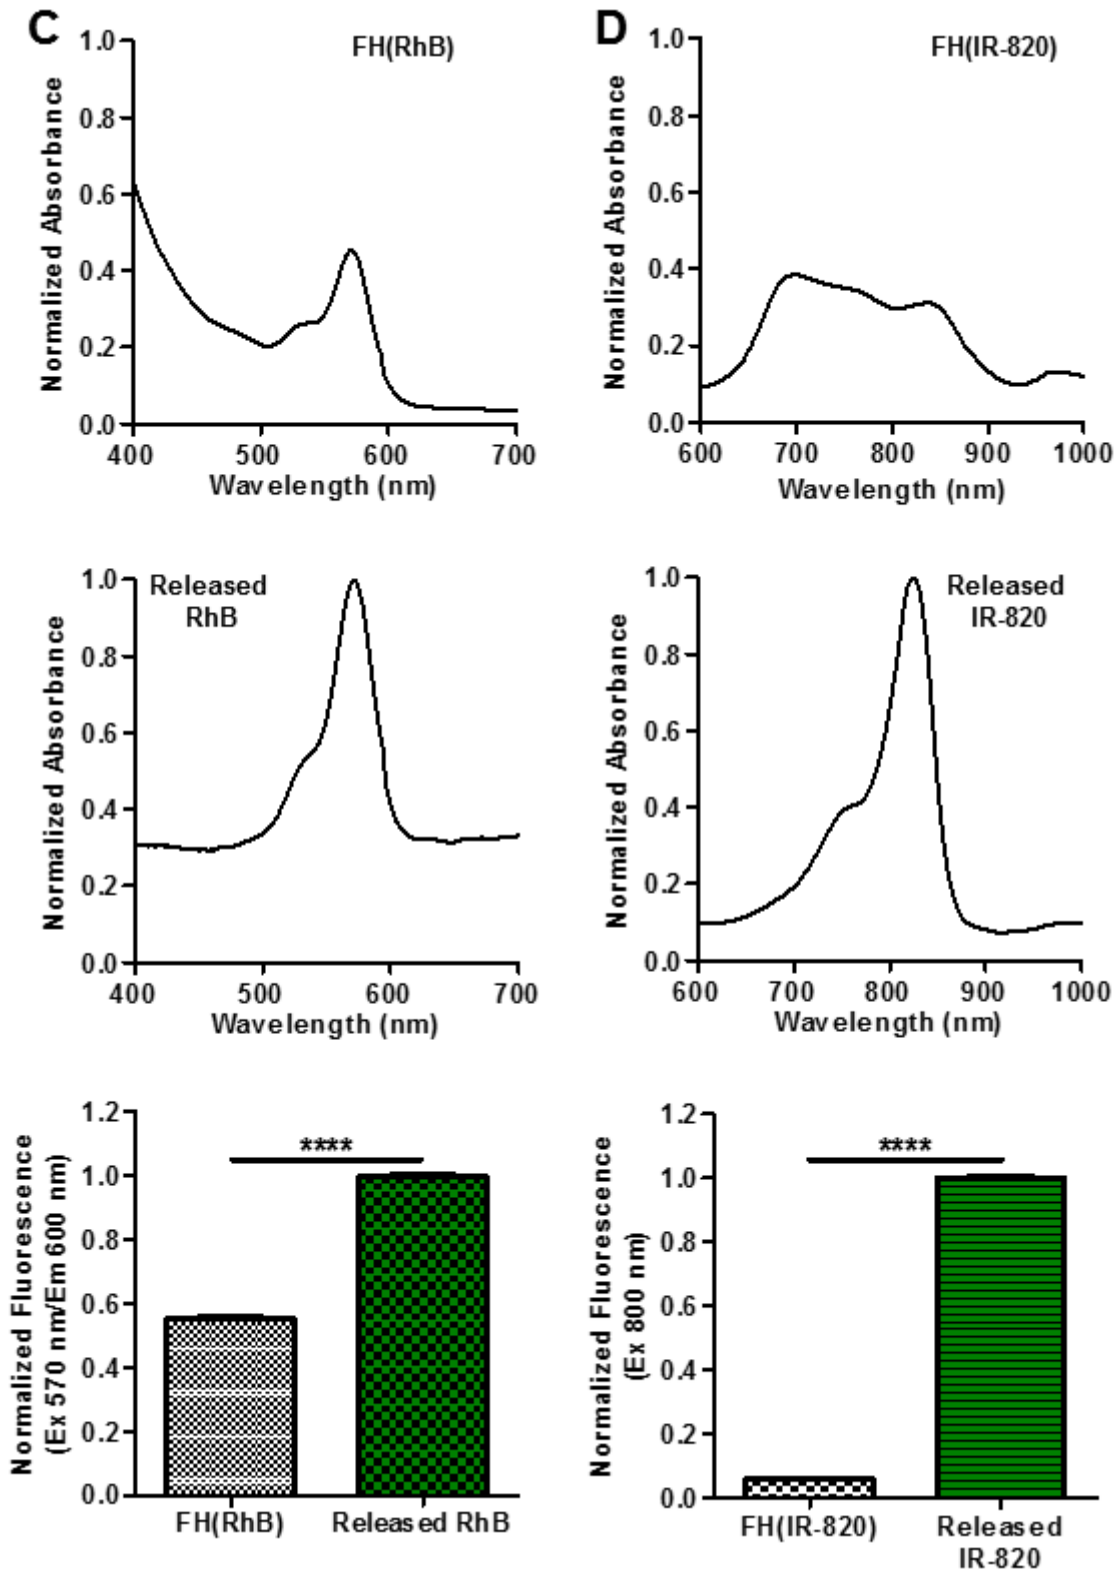 C
FH(RhB)
Normalized Absorbance
1.0
0.8
0.6
0.4
0.2
0.0
400 500 600 700
Wavelength (nm)
D
FH(IR-820)
Normalized Absorbance
1.0
0.8
0.6
0.4
0.2
0.0
600 700 800 900 1000
Wavelength (nm)
Released
RhB
Normalized Absorbance
1.0
0.8
0.6
0.4
0.2
0.0
400 500 600 700
Wavelength (nm)
Released
IR-820
Normalized Absorbance
1.0
0.8
0.6
0.4
0.2
0.0
600 700 800 900 1000
Wavelength (nm)
Normalized Fluorescence
(Ex 570 nm/Em 600 nm)
1.2
1.0
0.8
0.6
0.4
0.2
0.0
****
FH(RhB) Released RhB
Normalized Fluorescence
(Ex 800 nm)
1.2
1.0
0.8
0.6
0.4
0.2
0.0
****
FH(IR-820) Released
IR-820